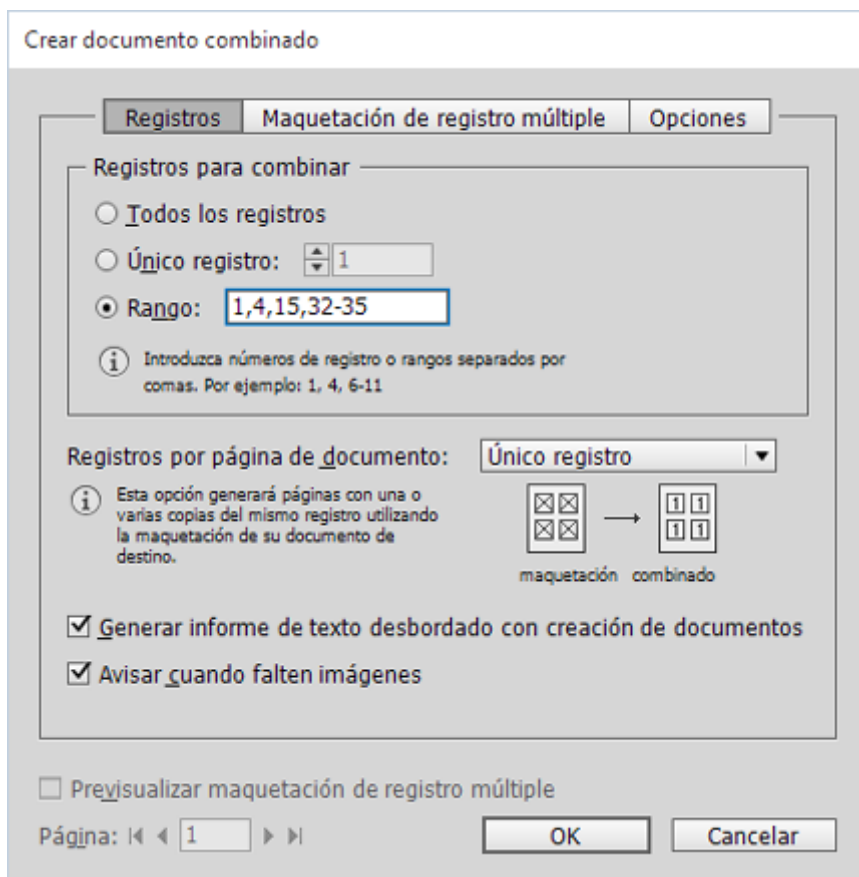 Crear documento combinado
Registros Maquetación de registro múltiple Opciones
Registros para combinar
Todos los registros
Único registro: 1
Rango: 1,4,15,32-35
i Introduzca números de registro o rangos separados por
comas. Por ejemplo: 1, 4, 6-11
Registros por página de documento: Único registro
i Esta opción generará páginas con una o
varias copias del mismo registro utilizando
la maquetación de su documento de
destino.
1 1
1 1
maquetación combinado
Generar informe de texto desbordado con creación de documentos
Avisar cuando falten imágenes
Previsualizar maquetación de registro múltiple
Página: 1
OK Cancelar